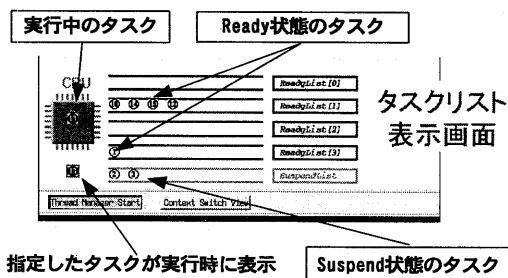 実行中のタスク
Ready状態のタスク
CPU
ReadyList[0]
ReadyList[1]
ReadyList[2]
ReadyList[3]
SuspendList
タスクリスト
表示画面
Thread Manager Start
Context Switch View
指定したタスクが実行時に表示
Suspend状態のタスク